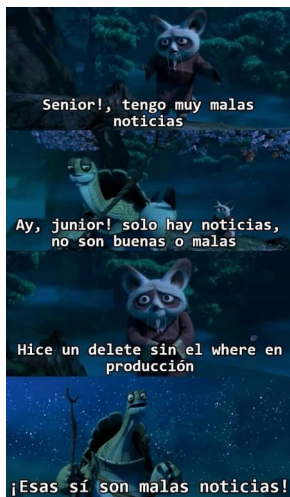 Senior!, tengo muy malas
noticias
Ay, junior! solo hay noticias,
no son buenas o malas
Hice un delete sin el where en
producción
¡Esas sí son malas noticias!